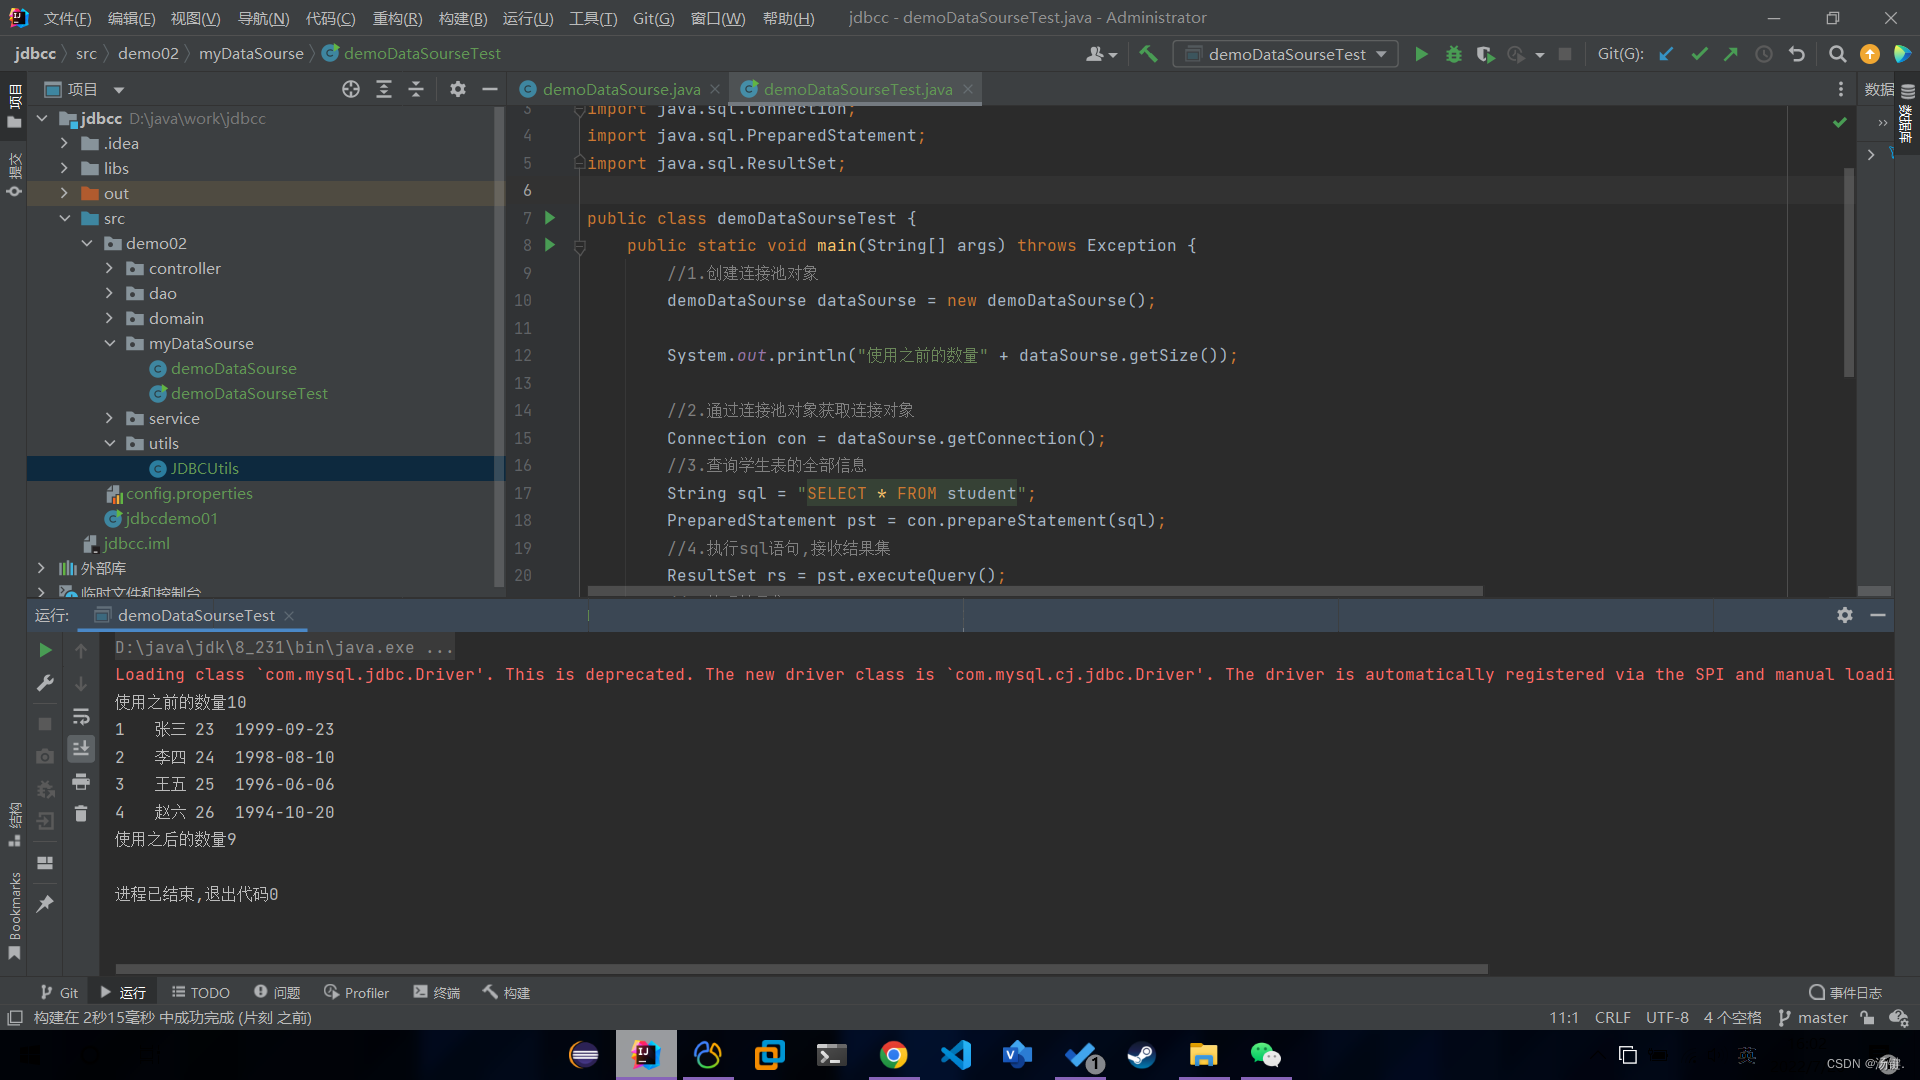 文件(F) 编辑(E) 视图(V) 导航(N) 代码(C) 重构(R) 构建(B) 运行(U) 工具(T) Git(G) 窗口(W) 帮助(H) jdbcc - demoDataSourseTest.java - Administrator
jdbcc src demo02 myDataSourse demoDataSourseTest demoDataSourseTest Git(G):
项目
demoDataSourse.java demoDataSourseTest.java 数据
jdbcc D:\java\work\jdbcc
.idea
libs
out
src
demo02
controller
dao
domain
myDataSourse
demoDataSourse
demoDataSourseTest
service
utils
JDBCUtils
config.properties
jdbcdemo01
jdbcc.iml
外部库
临时文件和控制台
3 import java.sql.Connection;
4 import java.sql.PreparedStatement;
5 import java.sql.ResultSet;
6
7 public class demoDataSourseTest {
8 public static void main(String[] args) throws Exception {
9 //1.创建连接池对象
10 demoDataSourse dataSourse = new demoDataSourse();
11
12 System.out.println("使用之前的数量" + dataSourse.getSize());
13
14 //2.通过连接池对象获取连接对象
15 Connection con = dataSourse.getConnection();
16 //3.查询学生表的全部信息
17 String sql = "SELECT * FROM student";
18 PreparedStatement pst = con.prepareStatement(sql);
19 //4.执行sql语句,接收结果集
20 ResultSet rs = pst.executeQuery();
项目
提交
结构
Bookmarks
数据库
运行: demoDataSourseTest
D:\java\jdk\8_231\bin\java.exe ...
Loading class `com.mysql.jdbc.Driver'. This is deprecated. The new driver class is `com.mysql.cj.jdbc.Driver'. The driver is automatically registered via the SPI and manual loadi
使用之前的数量10
1 张三 23 1999-09-23
2 李四 24 1998-08-10
3 王五 25 1996-06-06
4 赵六 26 1994-10-20
使用之后的数量9
进程已结束,退出代码0
Git 运行 TODO 问题 Profiler 终端 构建 事件日志
构建在 2秒15毫秒 中成功完成 (片刻 之前) 11:1 CRLF UTF-8 4 个空格 master
1
英
CSDN @汤键.